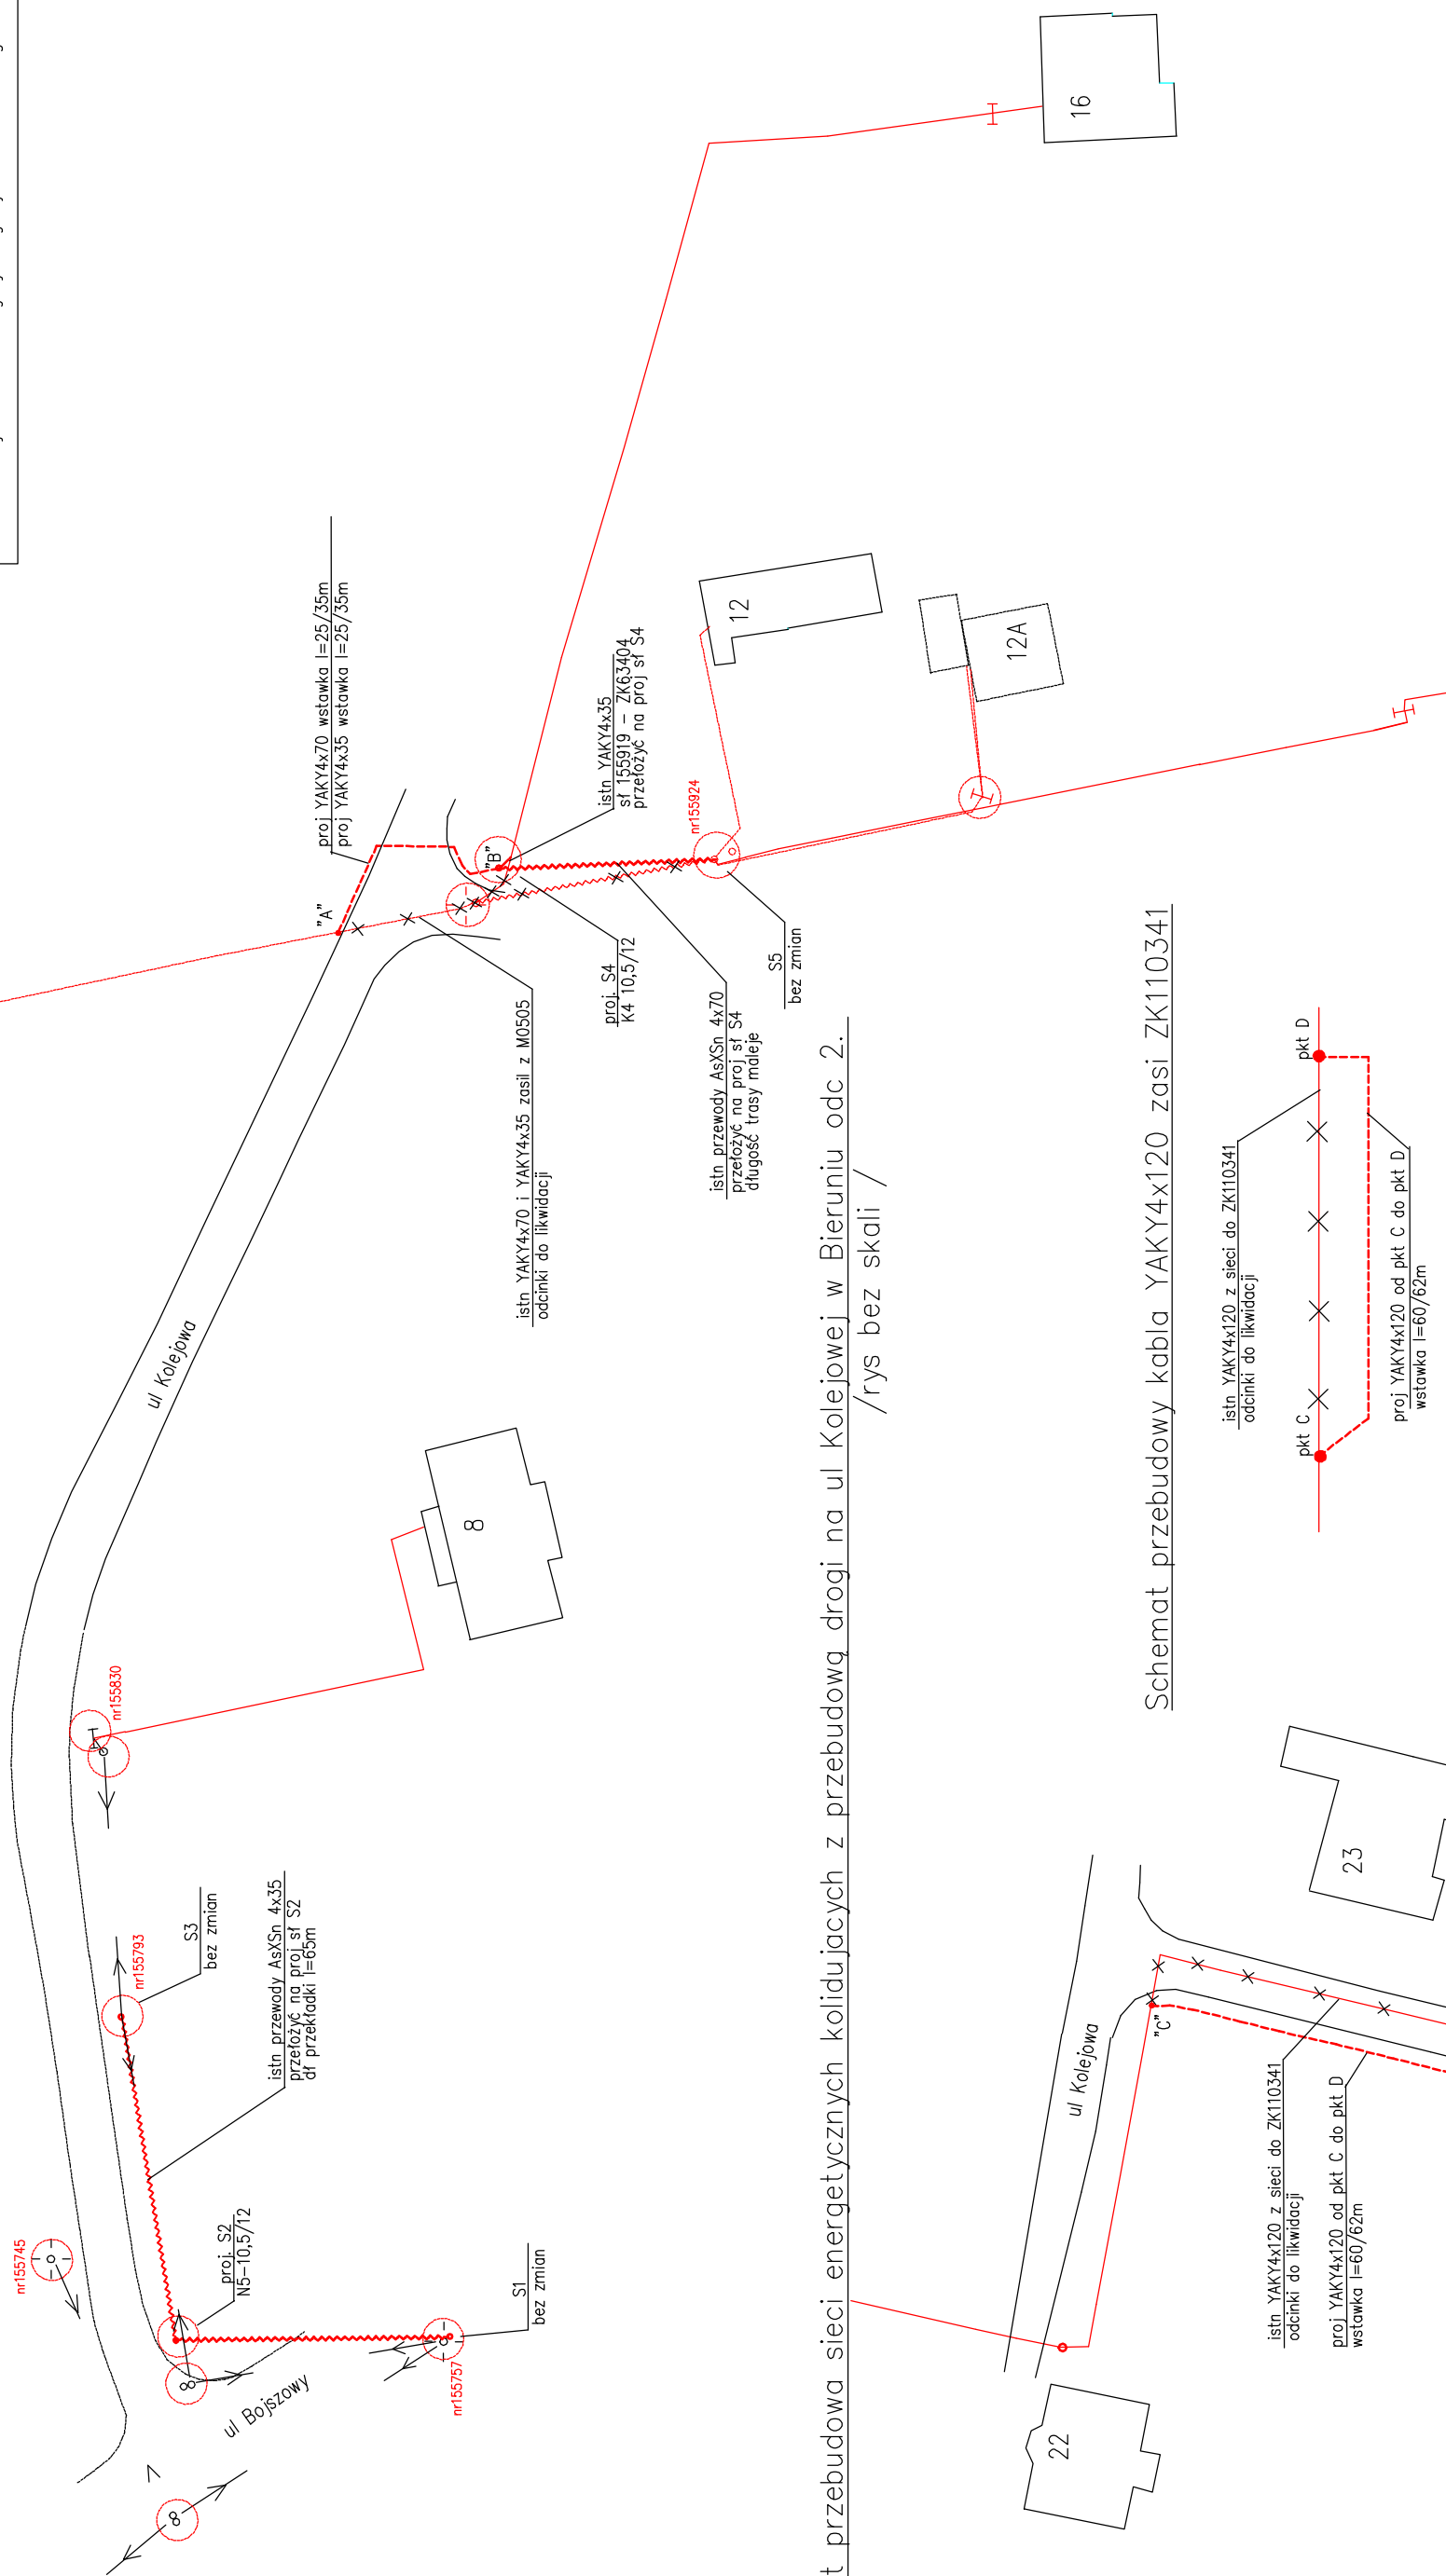 proj YAKY4x70 wstawka l=25/35m
proj YAKY4x35 wstawka l=25/35m
"A"
"B"
istn YAKY4x35
sł 155919 - ZK63404
przełożyć na proj sł S4
nr155924
16
12
12A
S5
bez zmian
proj. S4
K4 10,5/12
istn przewody AsXSn 4x70
przełożyć na proj sł S4
długość trasy maleje
istn YAKY4x70 i YAKY4x35 zasil z M0505
odcinki do likwidacji
ul Kolejowa
8
nr155830
nr155793
S3
bez zmian
istn przewody AsXSn 4x35
przełożyć na proj sł S2
dł przekładki l=65m
nr155745
proj. S2
N5-10,5/12
S1
bez zmian
nr155757
ul Bojszowy
t przebudowa sieci energetycznych kolidujących z przebudową drogi na ul Kolejowej w Bieruniu odc 2.
/rys bez skali /
Schemat przebudowy kabla YAKY4x120 zasi ZK110341
pkt C
pkt D
istn YAKY4x120 z sieci do ZK110341
odcinki do likwidacji
proj YAKY4x120 od pkt C do pkt D
wstawka l=60/62m
22
ul Kolejowa
"C"
23
istn YAKY4x120 z sieci do ZK110341
odcinki do likwidacji
proj YAKY4x120 od pkt C do pkt D
wstawka l=60/62m